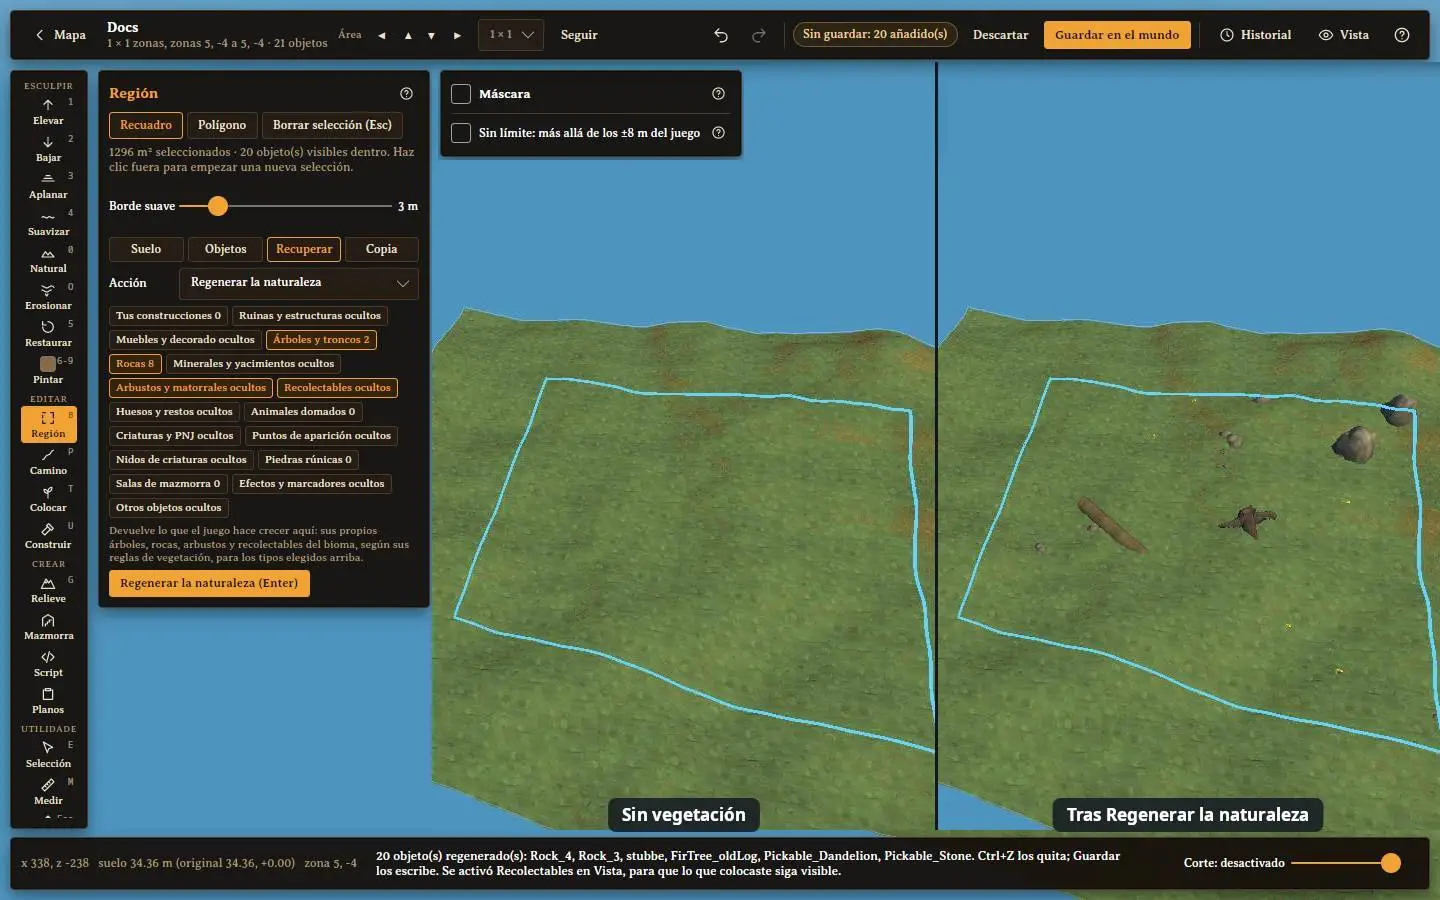 Mapa
Docs
1 × 1 zonas, zonas 5, -4 a 5, -4 · 21 objetos
Área
1×1
Seguir
Sin guardar: 20 añadido(s)
Descartar
Guardar en el mundo
Historial
Vista
ESCULPIR
1
Elevar
2
Bajar
3
Aplanar
4
Suavizar
0
Natural
O
Erosionar
5
Restaurar
6-9
Pintar
EDITAR
8
Región
P
Camino
T
Colocar
U
Construir
CREAR
G
Relieve
Mazmorra
Script
Planos
UTILIDADE
E
Selección
M
Medir
Región
Recuadro
Polígono
Borrar selección (Esc)
1296 m² seleccionados · 20 objeto(s) visibles dentro. Haz
clic fuera para empezar una nueva selección.
Borde suave
3 m
Suelo
Objetos
Recuperar
Copia
Acción
Regenerar la naturaleza
Tus construcciones 0
Ruinas y estructuras ocultos
Muebles y decorado ocultos
Árboles y troncos 2
Rocas 8
Minerales y yacimientos ocultos
Arbustos y matorrales ocultos
Recolectables ocultos
Huesos y restos ocultos
Animales domados 0
Criaturas y PNJ ocultos
Puntos de aparición ocultos
Nidos de criaturas ocultos
Piedras rúnicas 0
Salas de mazmorra 0
Efectos y marcadores ocultos
Otros objetos ocultos
Devuelve lo que el juego hace crecer aquí: sus propios
árboles, rocas, arbustos y recolectables del bioma, según sus
reglas de vegetación, para los tipos elegidos arriba.
Regenerar la naturaleza (Enter)
Máscara
Sin límite: más allá de los ±8 m del juego
Sin vegetación
Tras Regenerar la naturaleza
x 338, z -238 suelo 34.36 m (original 34.36, +0.00) zona 5, -4
20 objeto(s) regenerado(s): Rock_4, Rock_3, stubbe, FirTree_oldLog, Pickable_Dandelion, Pickable_Stone. Ctrl+Z los quita; Guardar
los escribe. Se activó Recolectables en Vista, para que lo que colocaste siga visible.
Corte: desactivado